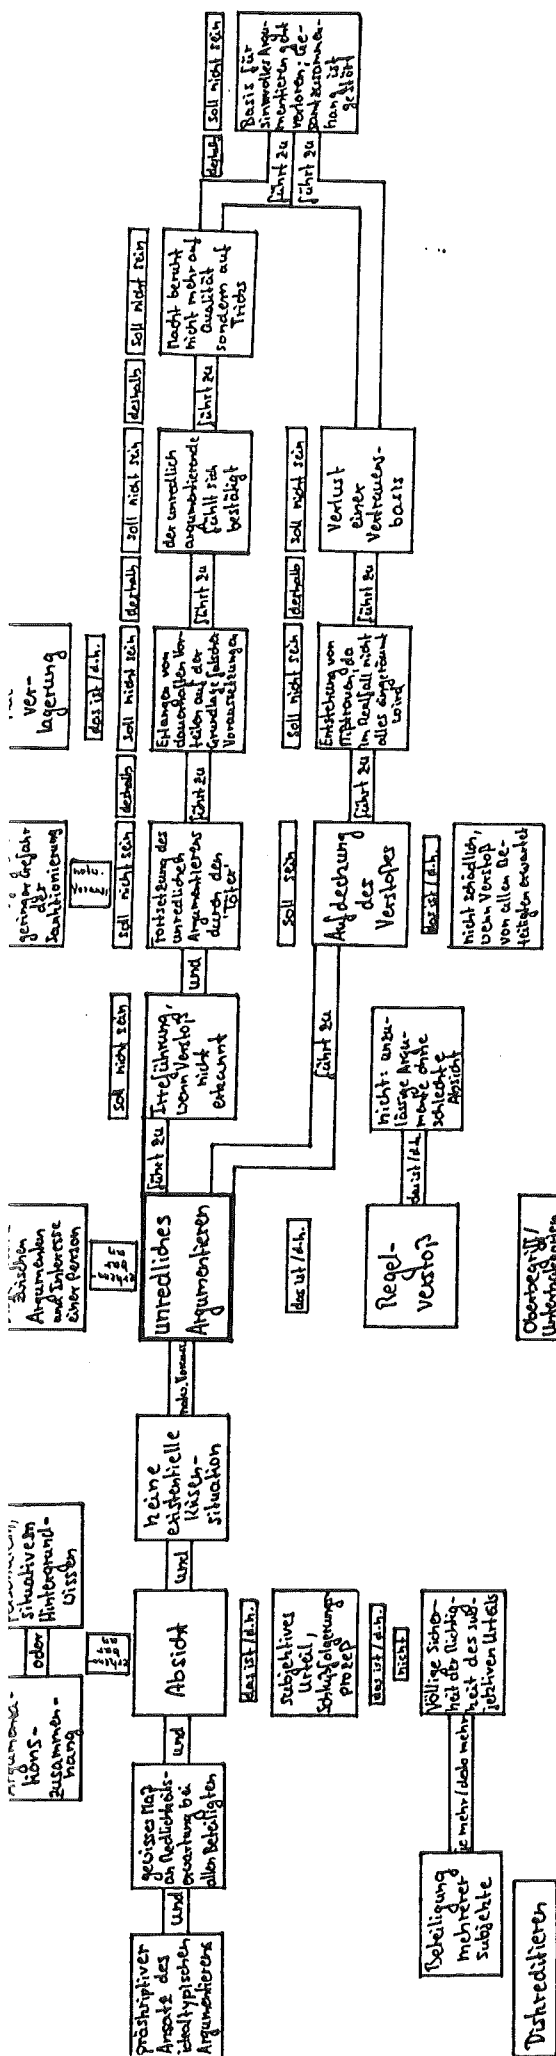 präskriptiver
Ansatz des
idealtypischen
Argumentierens
und
gewisses Maß
an Redlichkeits-
erwartung bei
allen Beteiligten
und
Absicht
und
keine
existentielle
Krisen-
situation
notw. Voraus.
unredliches
Argumentieren
führt zu
Irreführung,
wenn Verstoß
nicht
erkannt
und
Fortsetzung des
unredlichen
Argumentierens
durch den
'Täter'
führt zu
Erlangen von
dauerhaften Vor-
teilen auf der
Grundlage falscher
Voraussetzungen
führt zu
der unredlich
argumentierende
fühlt sich
bestätigt
führt zu
Macht beruht
nicht mehr auf
Qualität
sondern auf
Tricks
führt zu
Basis für
sinnvolles Argu-
mentieren geht
verloren; Ge-
samtzusammen-
hang ist
gestört
soll nicht sein
soll nicht sein
deshalb
soll nicht sein
deshalb
soll nicht sein
deshalb
soll nicht sein
deshalb
soll nicht sein
Argumenta-
tions-
zusammen-
hang
oder
situativem
Hintergrund-
wissen
zwischen
Argumenten
und Interesse
einer Person
geringer Gefahr
der
Sanktionierung
notw.
Voraus.
ver-
lagerung
das ist/d.h.
führt zu
Aufdeckung
des
Verstoßes
führt zu
Entstehung von
Mißtrauen, da
im Realfall nicht
alles eingeräumt
wird
führt zu
Verlust
einer
Vertrauens-
basis
führt zu
soll sein
soll nicht sein
deshalb
soll nicht sein
das ist/d.h.
nicht schädlich,
wenn Verstoß
von allen Be-
teiligten erwartet
das ist/d.h.
Regel-
verstoß
das ist/d.h.
nicht: unzu-
lässige Argu-
mente ohne
schlechte
Absicht
das ist/d.h.
subjektives
Urteil,
Schlußfolgerungs-
prozeß
das ist/d.h.
nicht
Völlige Sicher-
heit der Richtig-
keit des sub-
jektiven Urteils
je mehr/desto mehr
Beteiligung
mehrerer
Subjekte
Diskreditieren
Oberbegriff/